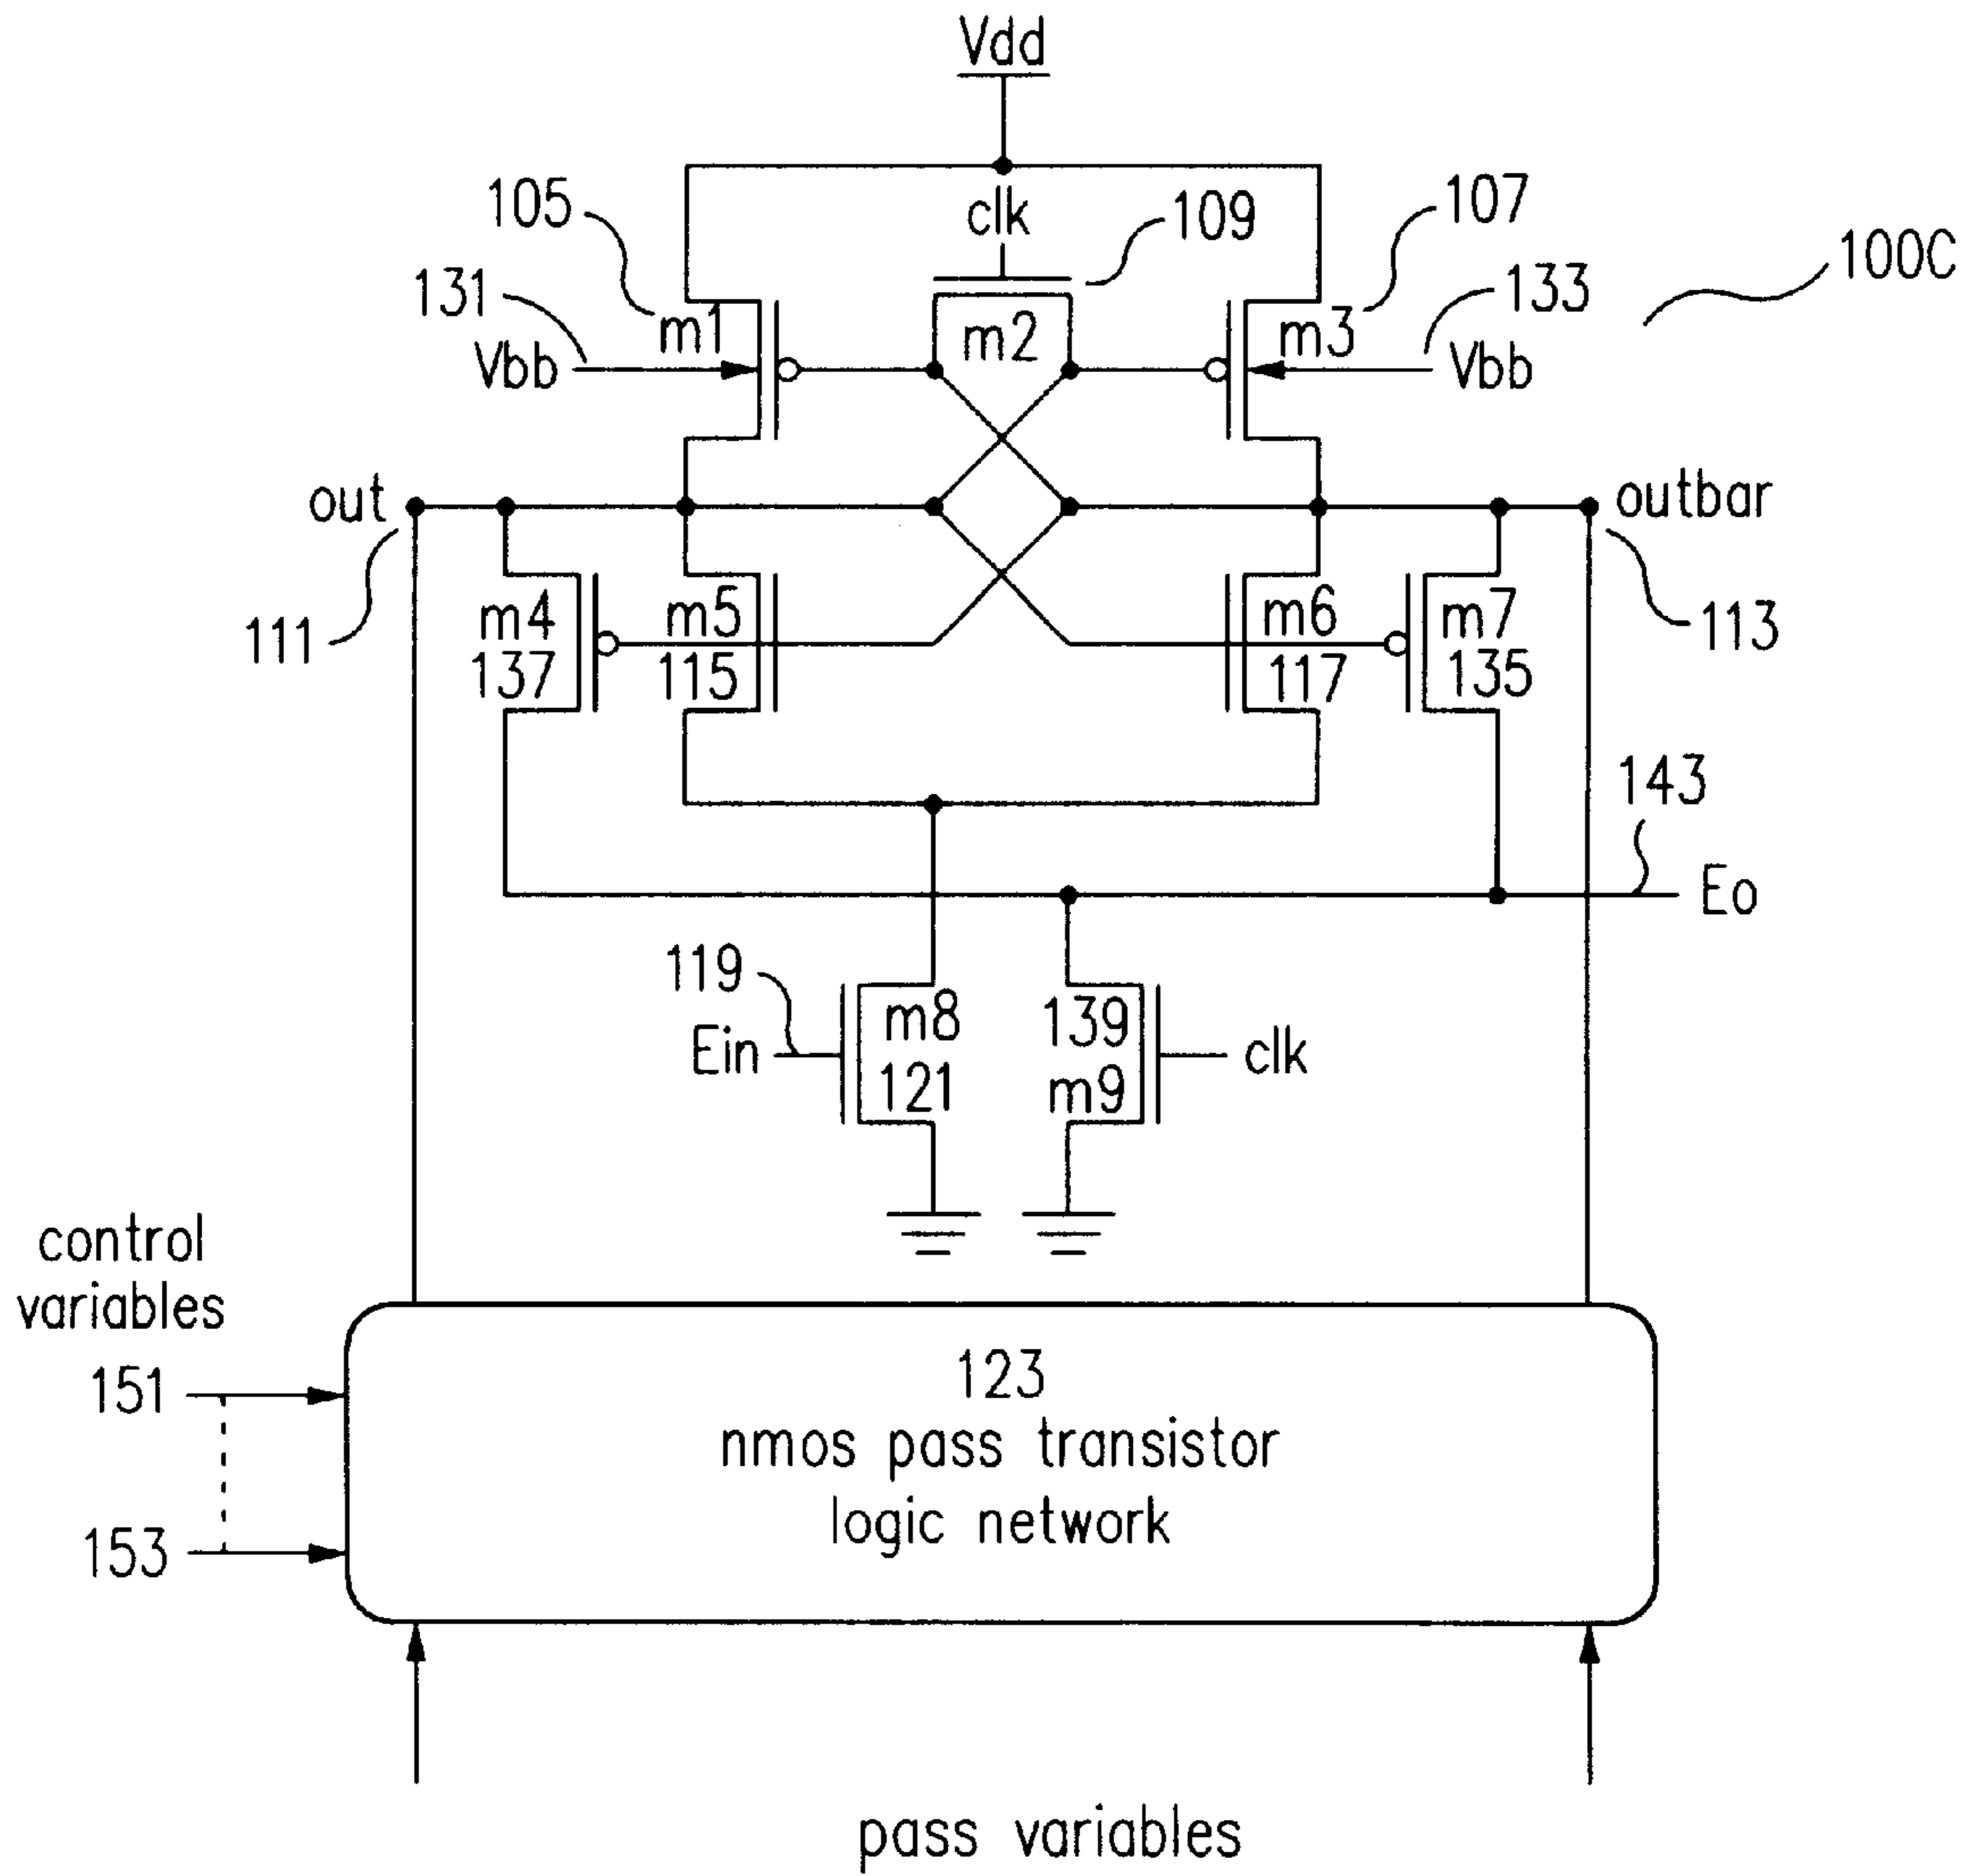 Vdd
105
clk
109
107
100C
131
m1
m2
m3
133
Vbb
Vbb
out
outbar
111
m4
137
m5
115
m6
117
m7
135
113
143
Eo
119
Ein
m8
121
139
m9
clk
control
variables
151
153
123
nmos pass transistor
logic network
pass variables